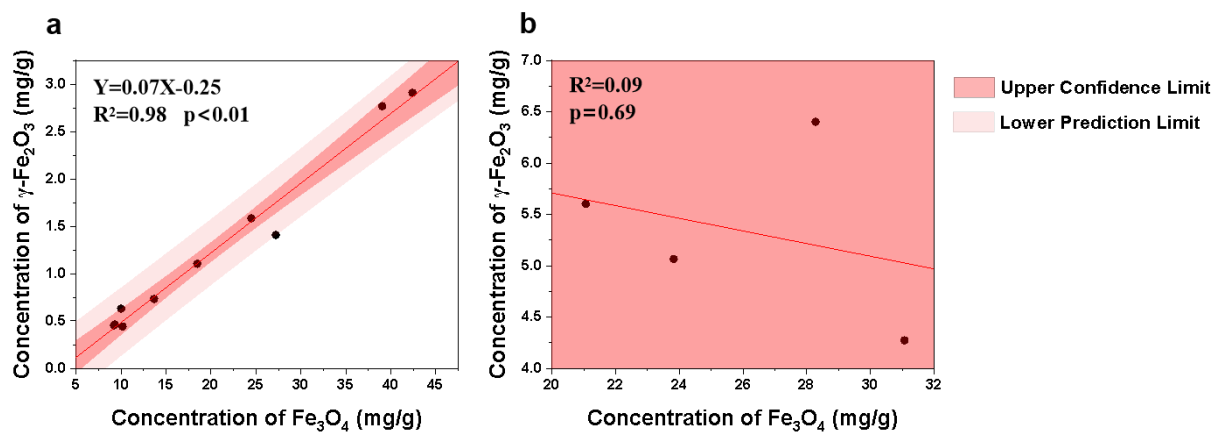 a
Y=0.07X-0.25
R²=0.98 p<0.01
Concentration of γ-Fe₂O₃ (mg/g)
3.0
2.5
2.0
1.5
1.0
0.5
0.0
5 10 15 20 25 30 35 40 45
Concentration of Fe₃O₄ (mg/g)
b
R²=0.09
p=0.69
Concentration of γ-Fe₂O₃ (mg/g)
7.0
6.5
6.0
5.5
5.0
4.5
4.0
20 22 24 26 28 30 32
Concentration of Fe₃O₄ (mg/g)
Upper Confidence Limit
Lower Prediction Limit